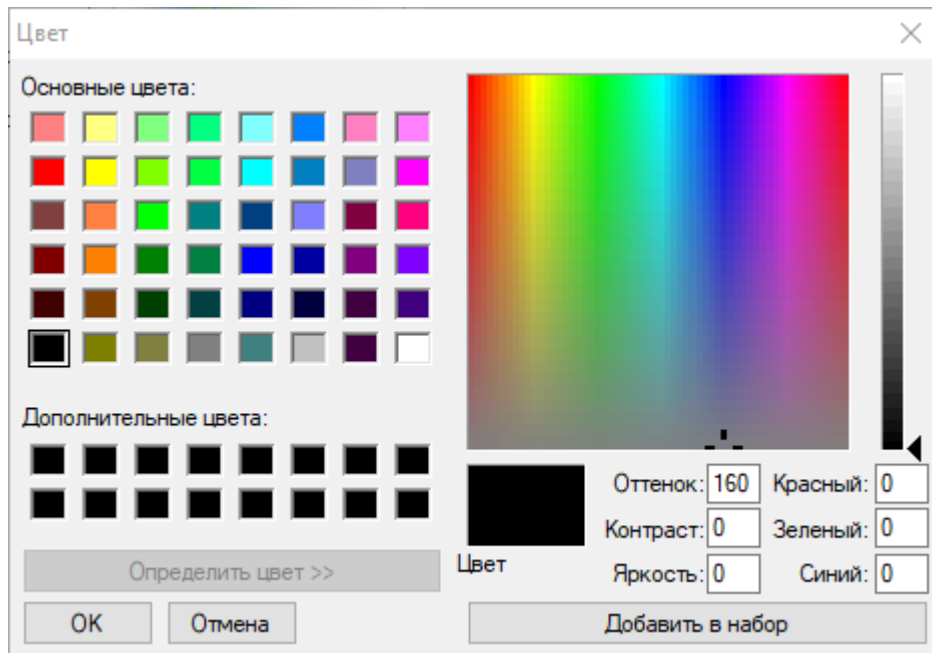 Цвет
Основные цвета:
Дополнительные цвета:
Определить цвет >>
OK
Отмена
Цвет
Оттенок: 160
Красный: 0
Контраст: 0
Зеленый: 0
Яркость: 0
Синий: 0
Добавить в набор